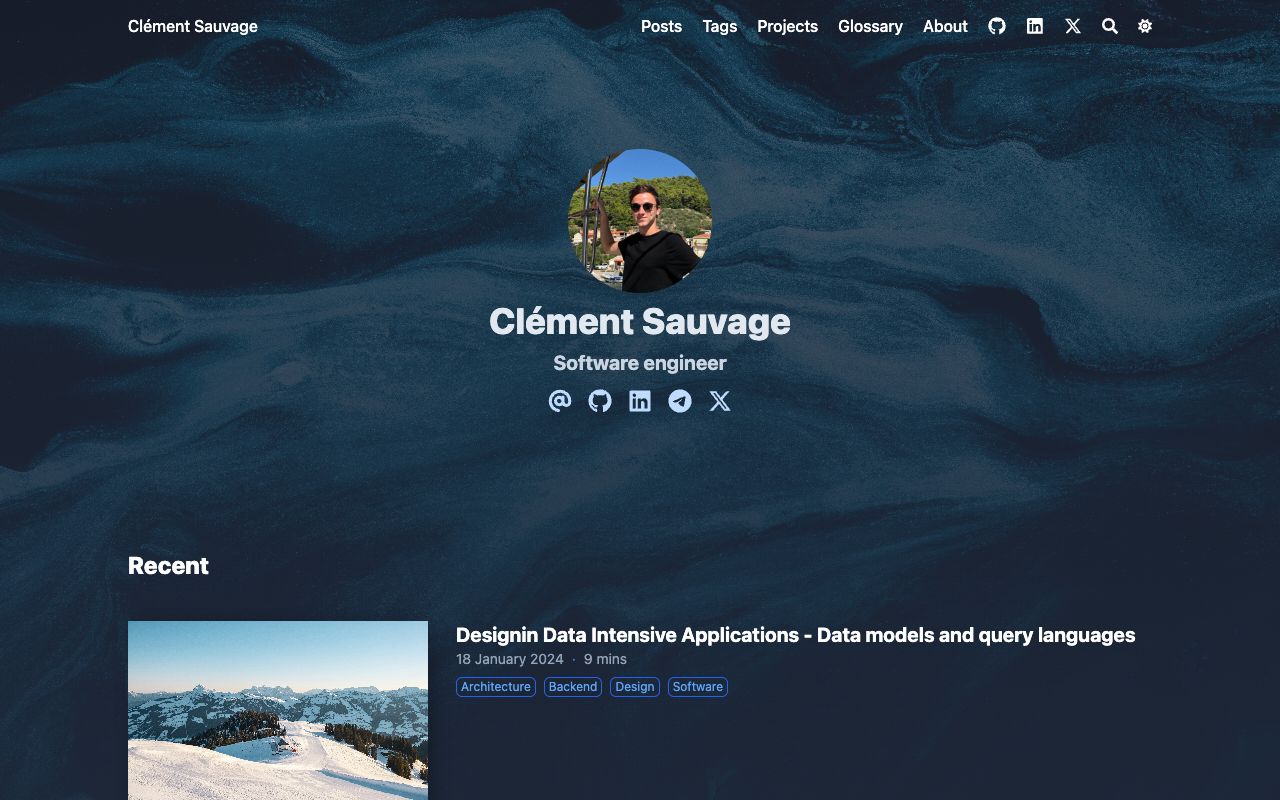 Clément Sauvage
Posts Tags Projects Glossary About
Clément Sauvage
Software engineer
Recent
Designin Data Intensive Applications - Data models and query languages
18 January 2024 · 9 mins
Architecture Backend Design Software